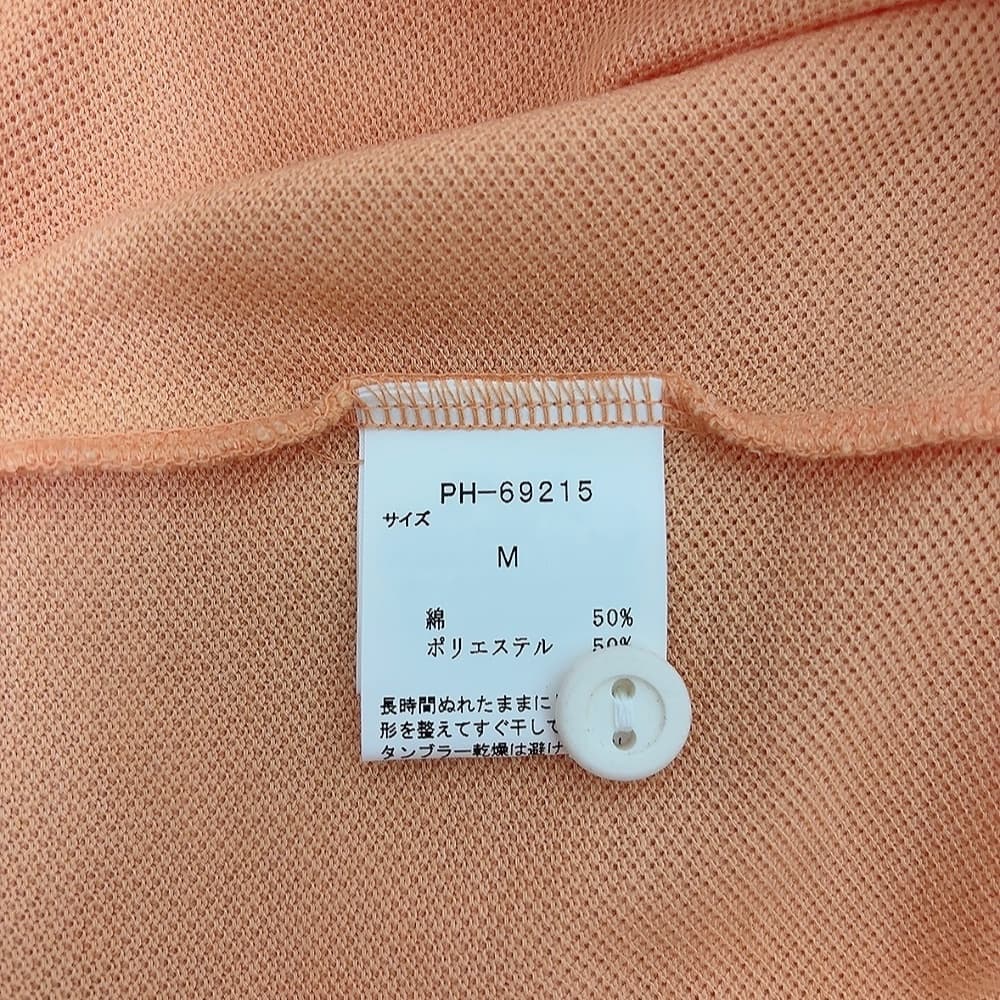 PH-69215
サイズ
M
綿 50%
ポリエステル 50%
長時間ぬれたままに
形を整えてすぐ干して
タンブラー乾燥は避け